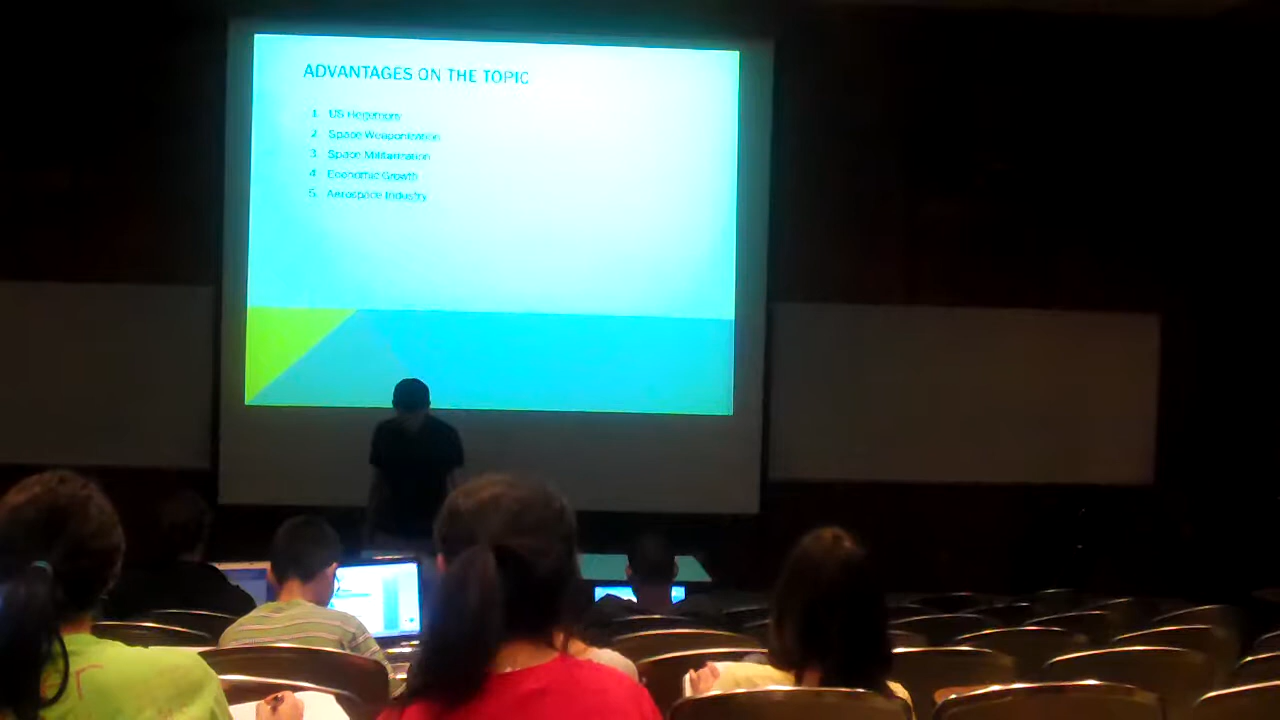 ADVANTAGES ON THE TOPIC
1 US Hegemony
2 Space Weaponization
3 Space Militarization
4 Economic Growth
5 Aerospace Industry